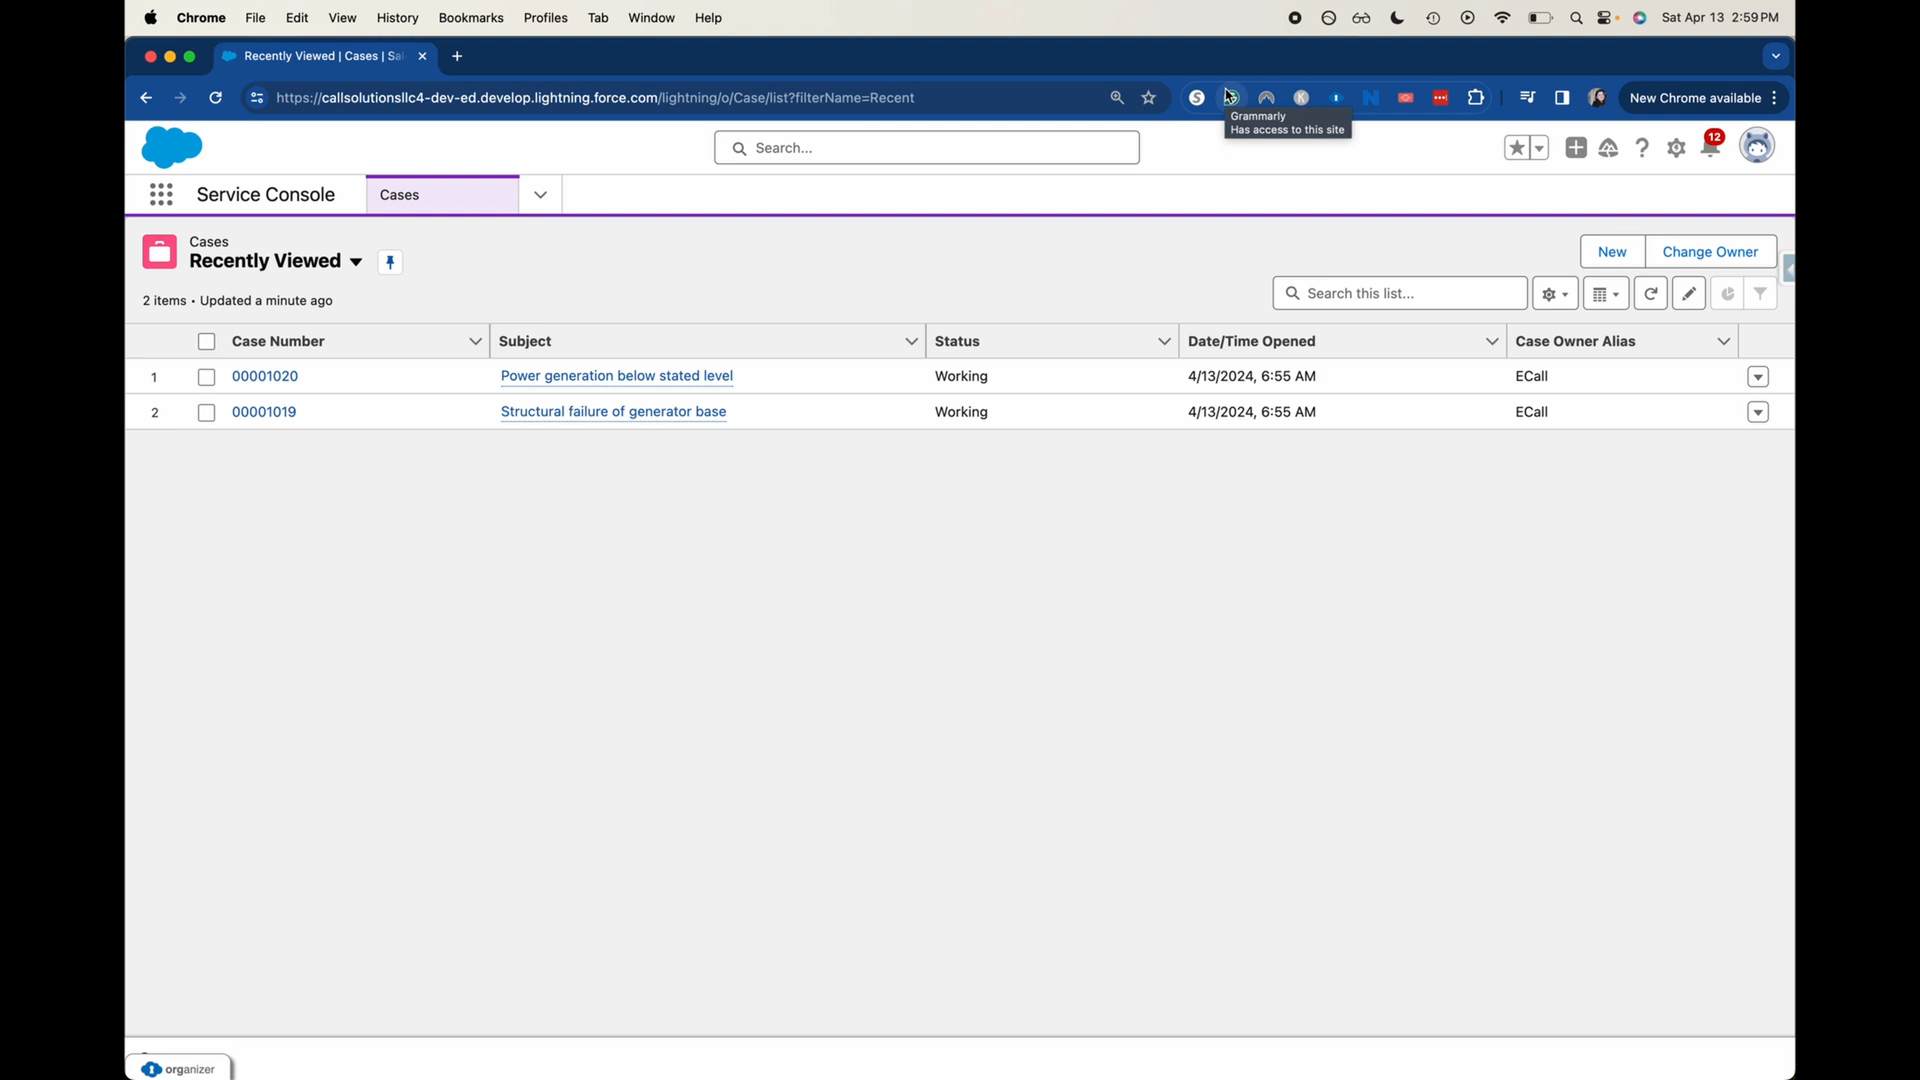 Chrome File Edit View History Bookmarks Profiles Tab Window Help Sat Apr 13 2:59 PM
Recently Viewed | Cases | Sa
https://callsolutionsllc4-dev-ed.develop.lightning.force.com/lightning/o/Case/list?filterName=Recent New Chrome available
Grammarly
Has access to this site
Search... 12
Service Console Cases
Cases
Recently Viewed New Change Owner
2 items • Updated a minute ago Search this list...
Case Number Subject Status Date/Time Opened Case Owner Alias
1 00001020 Power generation below stated level Working 4/13/2024, 6:55 AM ECall
2 00001019 Structural failure of generator base Working 4/13/2024, 6:55 AM ECall
organizer